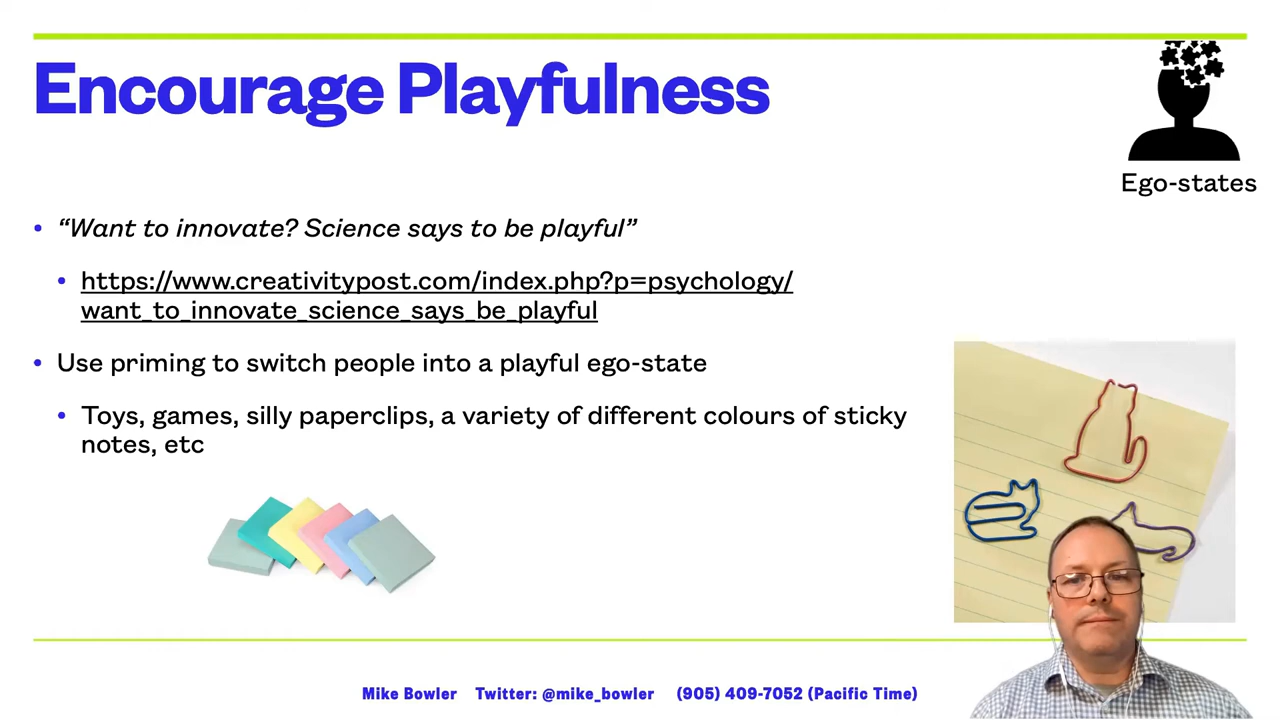 Encourage Playfulness
Ego-states
• “Want to innovate? Science says to be playful”
• https://www.creativitypost.com/index.php?p=psychology/
want_to_innovate_science_says_be_playful
• Use priming to switch people into a playful ego-state
• Toys, games, silly paperclips, a variety of different colours of sticky
notes, etc
Mike Bowler Twitter: @mike_bowler (905) 409-7052 (Pacific Time)